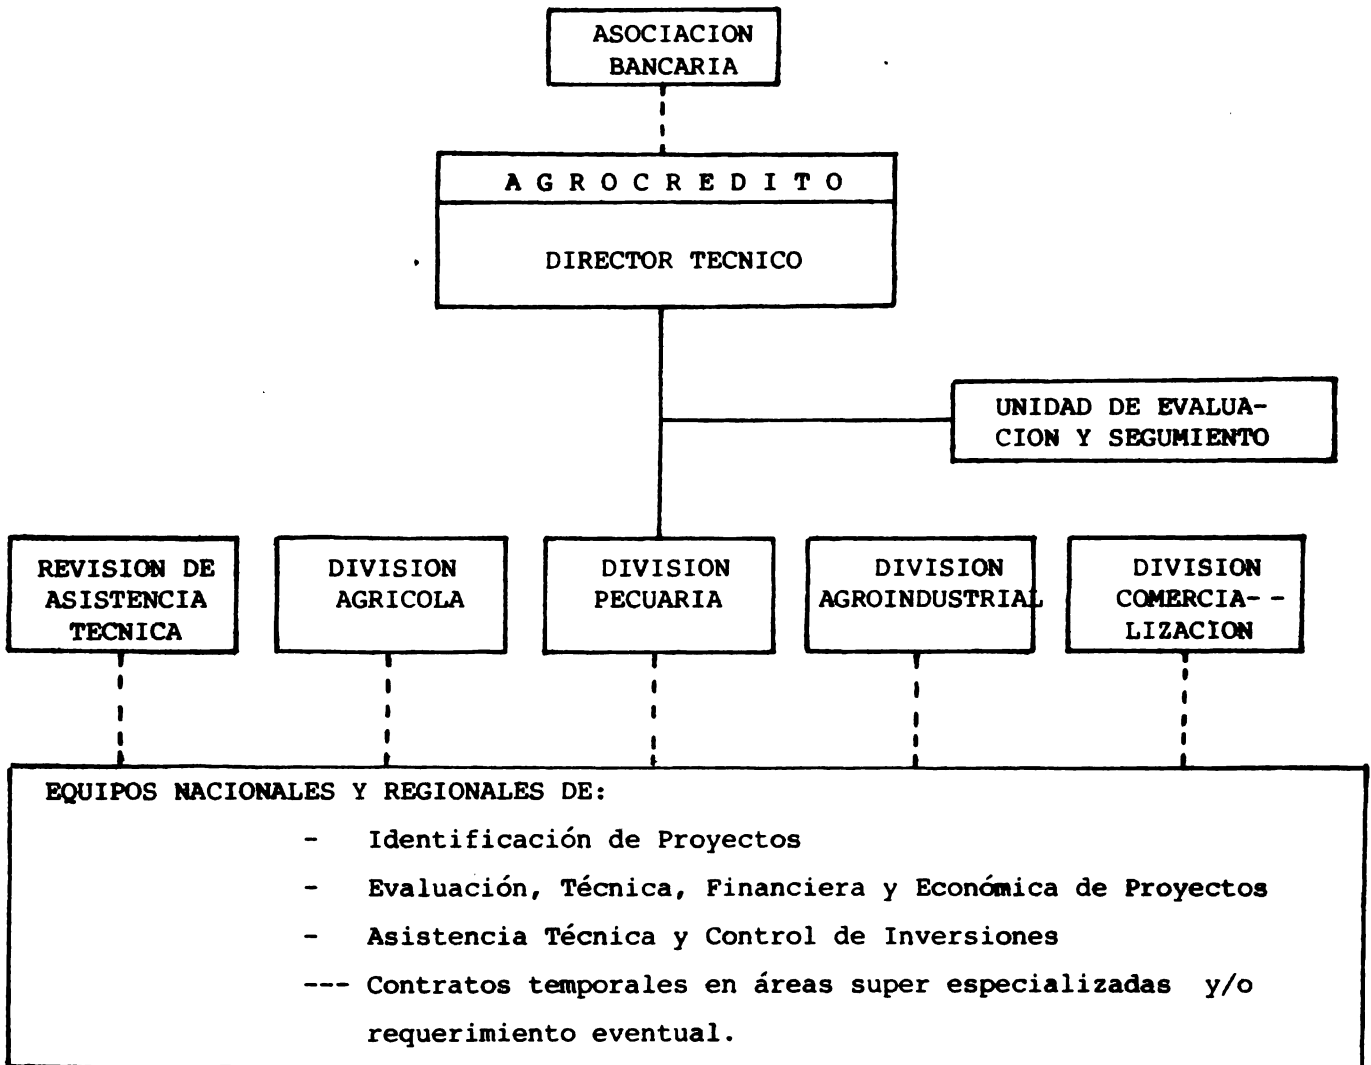 ASOCIACION
BANCARIA
A G R O C R E D I T O
DIRECTOR TECNICO
UNIDAD DE EVALUA-
CION Y SEGUMIENTO
REVISION DE
ASISTENCIA
TECNICA
DIVISION
AGRICOLA
DIVISION
PECUARIA
DIVISION
AGROINDUSTRIAL
DIVISION
COMERCIA--
LIZACION
EQUIPOS NACIONALES Y REGIONALES DE:
- Identificación de Proyectos
- Evaluación, Técnica, Financiera y Económica de Proyectos
- Asistencia Técnica y Control de Inversiones
--- Contratos temporales en áreas super especializadas y/o
requerimiento eventual.